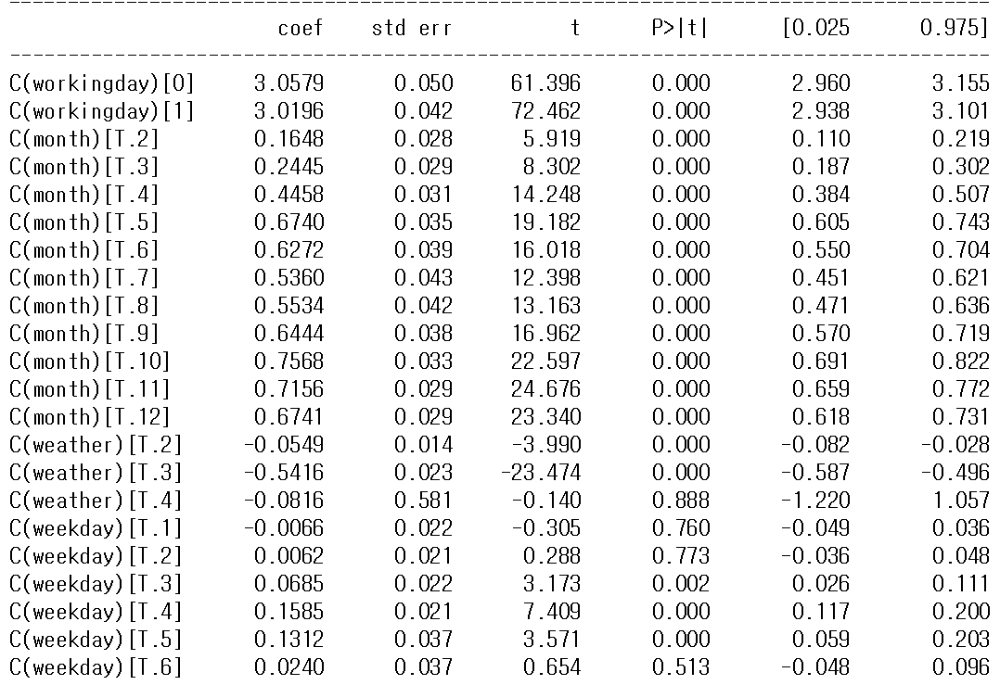 coef std err t P>|t| [0.025 0.975]
C(workingday)[0] 3.0579 0.050 61.396 0.000 2.960 3.155
C(workingday)[1] 3.0196 0.042 72.462 0.000 2.938 3.101
C(month)[T.2] 0.1648 0.028 5.919 0.000 0.110 0.219
C(month)[T.3] 0.2445 0.029 8.302 0.000 0.187 0.302
C(month)[T.4] 0.4458 0.031 14.248 0.000 0.384 0.507
C(month)[T.5] 0.6740 0.035 19.182 0.000 0.605 0.743
C(month)[T.6] 0.6272 0.039 16.018 0.000 0.550 0.704
C(month)[T.7] 0.5360 0.043 12.398 0.000 0.451 0.621
C(month)[T.8] 0.5534 0.042 13.163 0.000 0.471 0.636
C(month)[T.9] 0.6444 0.038 16.962 0.000 0.570 0.719
C(month)[T.10] 0.7568 0.033 22.597 0.000 0.691 0.822
C(month)[T.11] 0.7156 0.029 24.676 0.000 0.659 0.772
C(month)[T.12] 0.6741 0.029 23.340 0.000 0.618 0.731
C(weather)[T.2] -0.0549 0.014 -3.990 0.000 -0.082 -0.028
C(weather)[T.3] -0.5416 0.023 -23.474 0.000 -0.587 -0.496
C(weather)[T.4] -0.0816 0.581 -0.140 0.888 -1.220 1.057
C(weekday)[T.1] -0.0066 0.022 -0.305 0.760 -0.049 0.036
C(weekday)[T.2] 0.0062 0.021 0.288 0.773 -0.036 0.048
C(weekday)[T.3] 0.0685 0.022 3.173 0.002 0.026 0.111
C(weekday)[T.4] 0.1585 0.021 7.409 0.000 0.117 0.200
C(weekday)[T.5] 0.1312 0.037 3.571 0.000 0.059 0.203
C(weekday)[T.6] 0.0240 0.037 0.654 0.513 -0.048 0.096